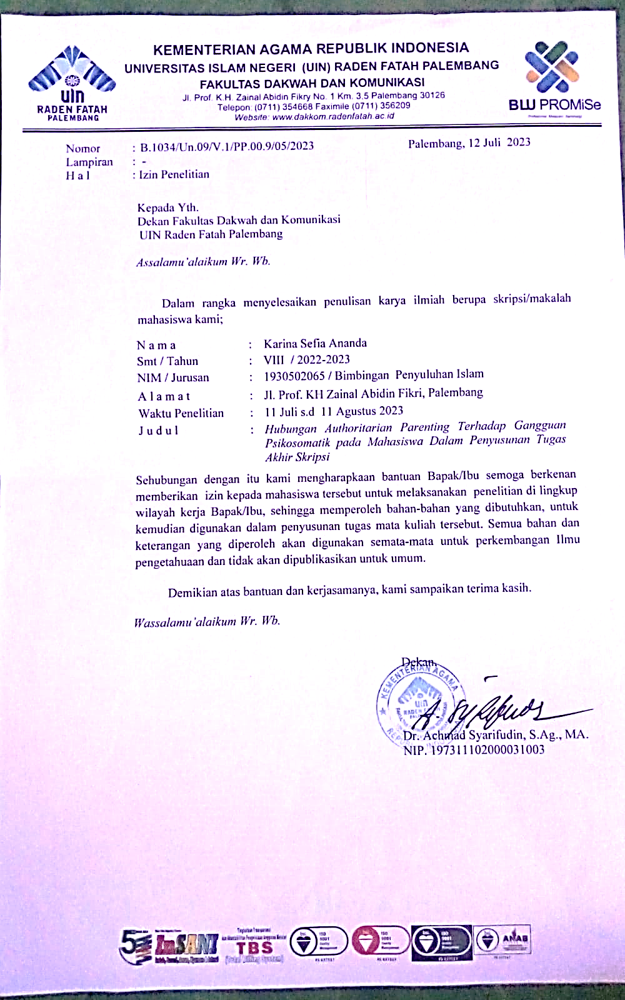 KEMENTERIAN AGAMA REPUBLIK INDONESIA
UNIVERSITAS ISLAM NEGERI (UIN) RADEN FATAH PALEMBANG
FAKULTAS DAKWAH DAN KOMUNIKASI
Jl. Prof. K.H. Zainal Abidin Fikry No. 1 Km. 3,5 Palembang 30126
Telepon: (0711) 354668 Faximile (0711) 356209
Website: www.dakkom.radenfatah.ac.id
uin
RADEN FATAH
PALEMBANG
BLU PROMiSe
Nomor : B.1034/Un.09/V.1/PP.00.9/05/2023 Palembang, 12 Juli 2023
Lampiran : -
H a l : Izin Penelitian
Kepada Yth.
Dekan Fakultas Dakwah dan Komunikasi
UIN Raden Fatah Palembang
Assalamu'alaikum Wr. Wb.
Dalam rangka menyelesaikan penulisan karya ilmiah berupa skripsi/makalah
mahasiswa kami;
N a m a : Karina Sefia Ananda
Smt / Tahun : VIII / 2022-2023
NIM / Jurusan : 1930502065 / Bimbingan Penyuluhan Islam
A l a m a t : Jl. Prof. KH Zainal Abidin Fikri, Palembang
Waktu Penelitian : 11 Juli s.d 11 Agustus 2023
J u d u l : Hubungan Authoritarian Parenting Terhadap Gangguan
Psikosomatik pada Mahasiswa Dalam Penyusunan Tugas
Akhir Skripsi
Sehubungan dengan itu kami mengharapkaan bantuan Bapak/Ibu semoga berkenan
memberikan izin kepada mahasiswa tersebut untuk melaksanakan penelitian di lingkup
wilayah kerja Bapak/Ibu, sehingga memperoleh bahan-bahan yang dibutuhkan, untuk
kemudian digunakan dalam penyusunan tugas mata kuliah tersebut. Semua bahan dan
keterangan yang diperoleh akan digunakan semata-mata untuk perkembangan Ilmu
pengetahuaan dan tidak akan dipublikasikan untuk umum.
Demikian atas bantuan dan kerjasamanya, kami sampaikan terima kasih.
Wassalamu'alaikum Wr. Wb.
Dekan,
KEMENTERIAN AGAMA
uin
RADEN
Dr. Achmad Syarifudin, S.Ag., MA.
NIP. 197311102000031003
5 InSANI
TBS
(Total Billing System)
ISO
9001
ISO
9001
ISO
9001
ANAB